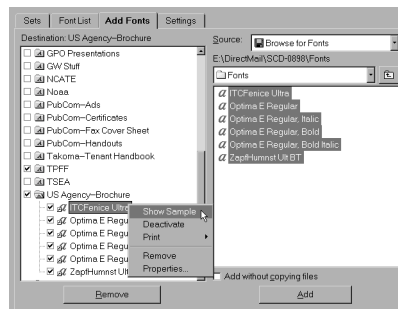 Sets
Font List
Add Fonts
Settings
Destination: US Agency–Brochure
GPO Presentations
GW Stuff
NCATE
Noaa
PubCom–Ads
PubCom–Certificates
PubCom–Fax Cover Sheet
PubCom–Handouts
Takoma–Tenant Handbook
TPFF
TSEA
US Agency–Brochure
ITCFenice Ultra
Optima E Regu
Optima E Regu
Optima E Regu
Optima E Regu
ZapfHumnst Ult
Show Sample
Deactivate
Print
Remove
Properties...
Remove
Source:
Browse for Fonts
E:\DirectMail\SCD-0898\Fonts
Fonts
ITCFenice Ultra
Optima E Regular
Optima E Regular, Italic
Optima E Regular, Bold
Optima E Regular, Bold Italic
ZapfHumnst Ult BT
Add without copying files
Add